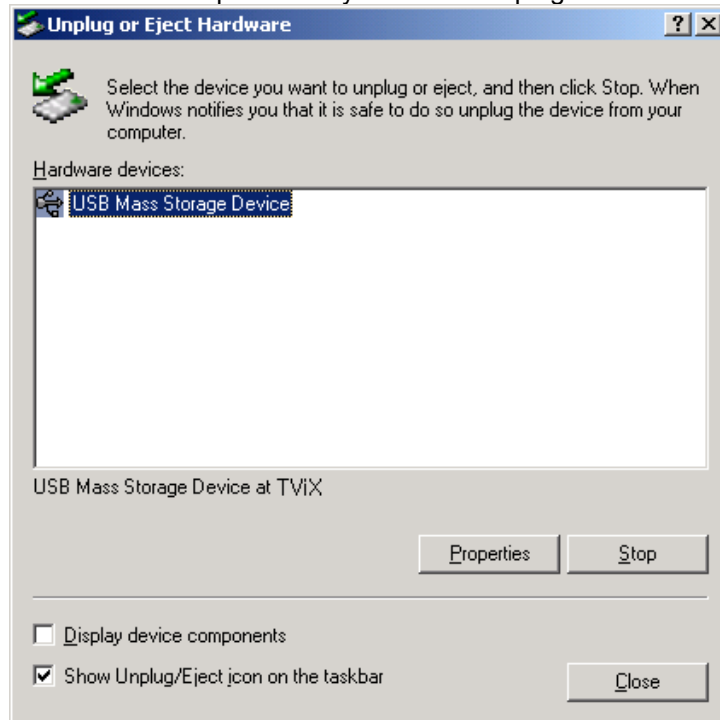 Unplug or Eject Hardware
Select the device you want to unplug or eject, and then click Stop. When
Windows notifies you that it is safe to do so unplug the device from your
computer.
Hardware devices:
USB Mass Storage Device
USB Mass Storage Device at TViX
Properties Stop
Display device components
Show Unplug/Eject icon on the taskbar
Close